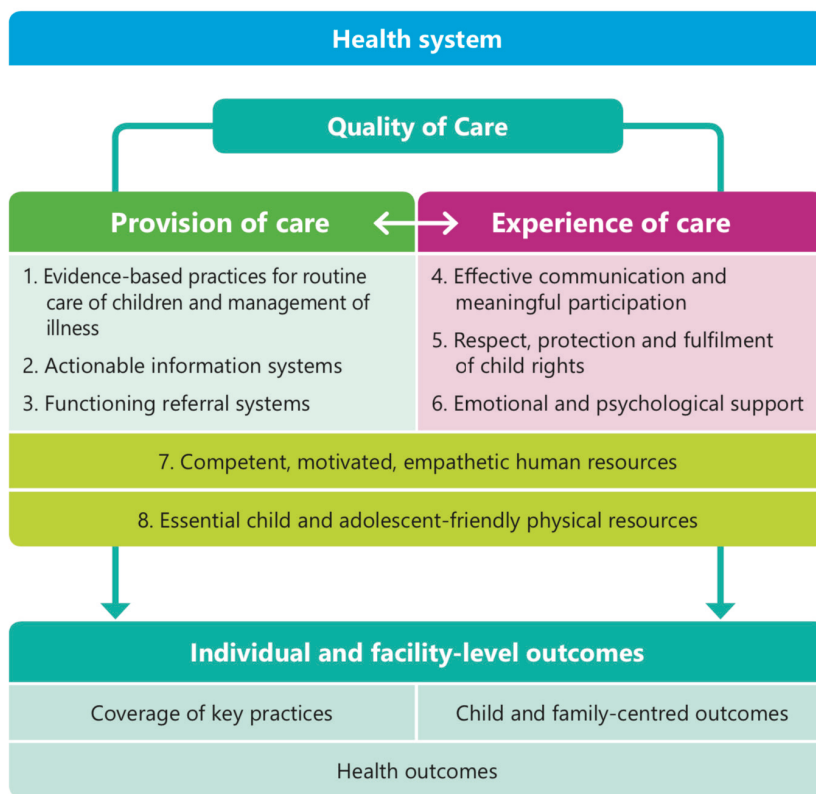 Health system
Quality of Care
Provision of care
Experience of care
1. Evidence-based practices for routine
care of children and management of
illness
2. Actionable information systems
3. Functioning referral systems
4. Effective communication and
meaningful participation
5. Respect, protection and fulfilment
of child rights
6. Emotional and psychological support
7. Competent, motivated, empathetic human resources
8. Essential child and adolescent-friendly physical resources
Individual and facility-level outcomes
Coverage of key practices
Child and family-centred outcomes
Health outcomes